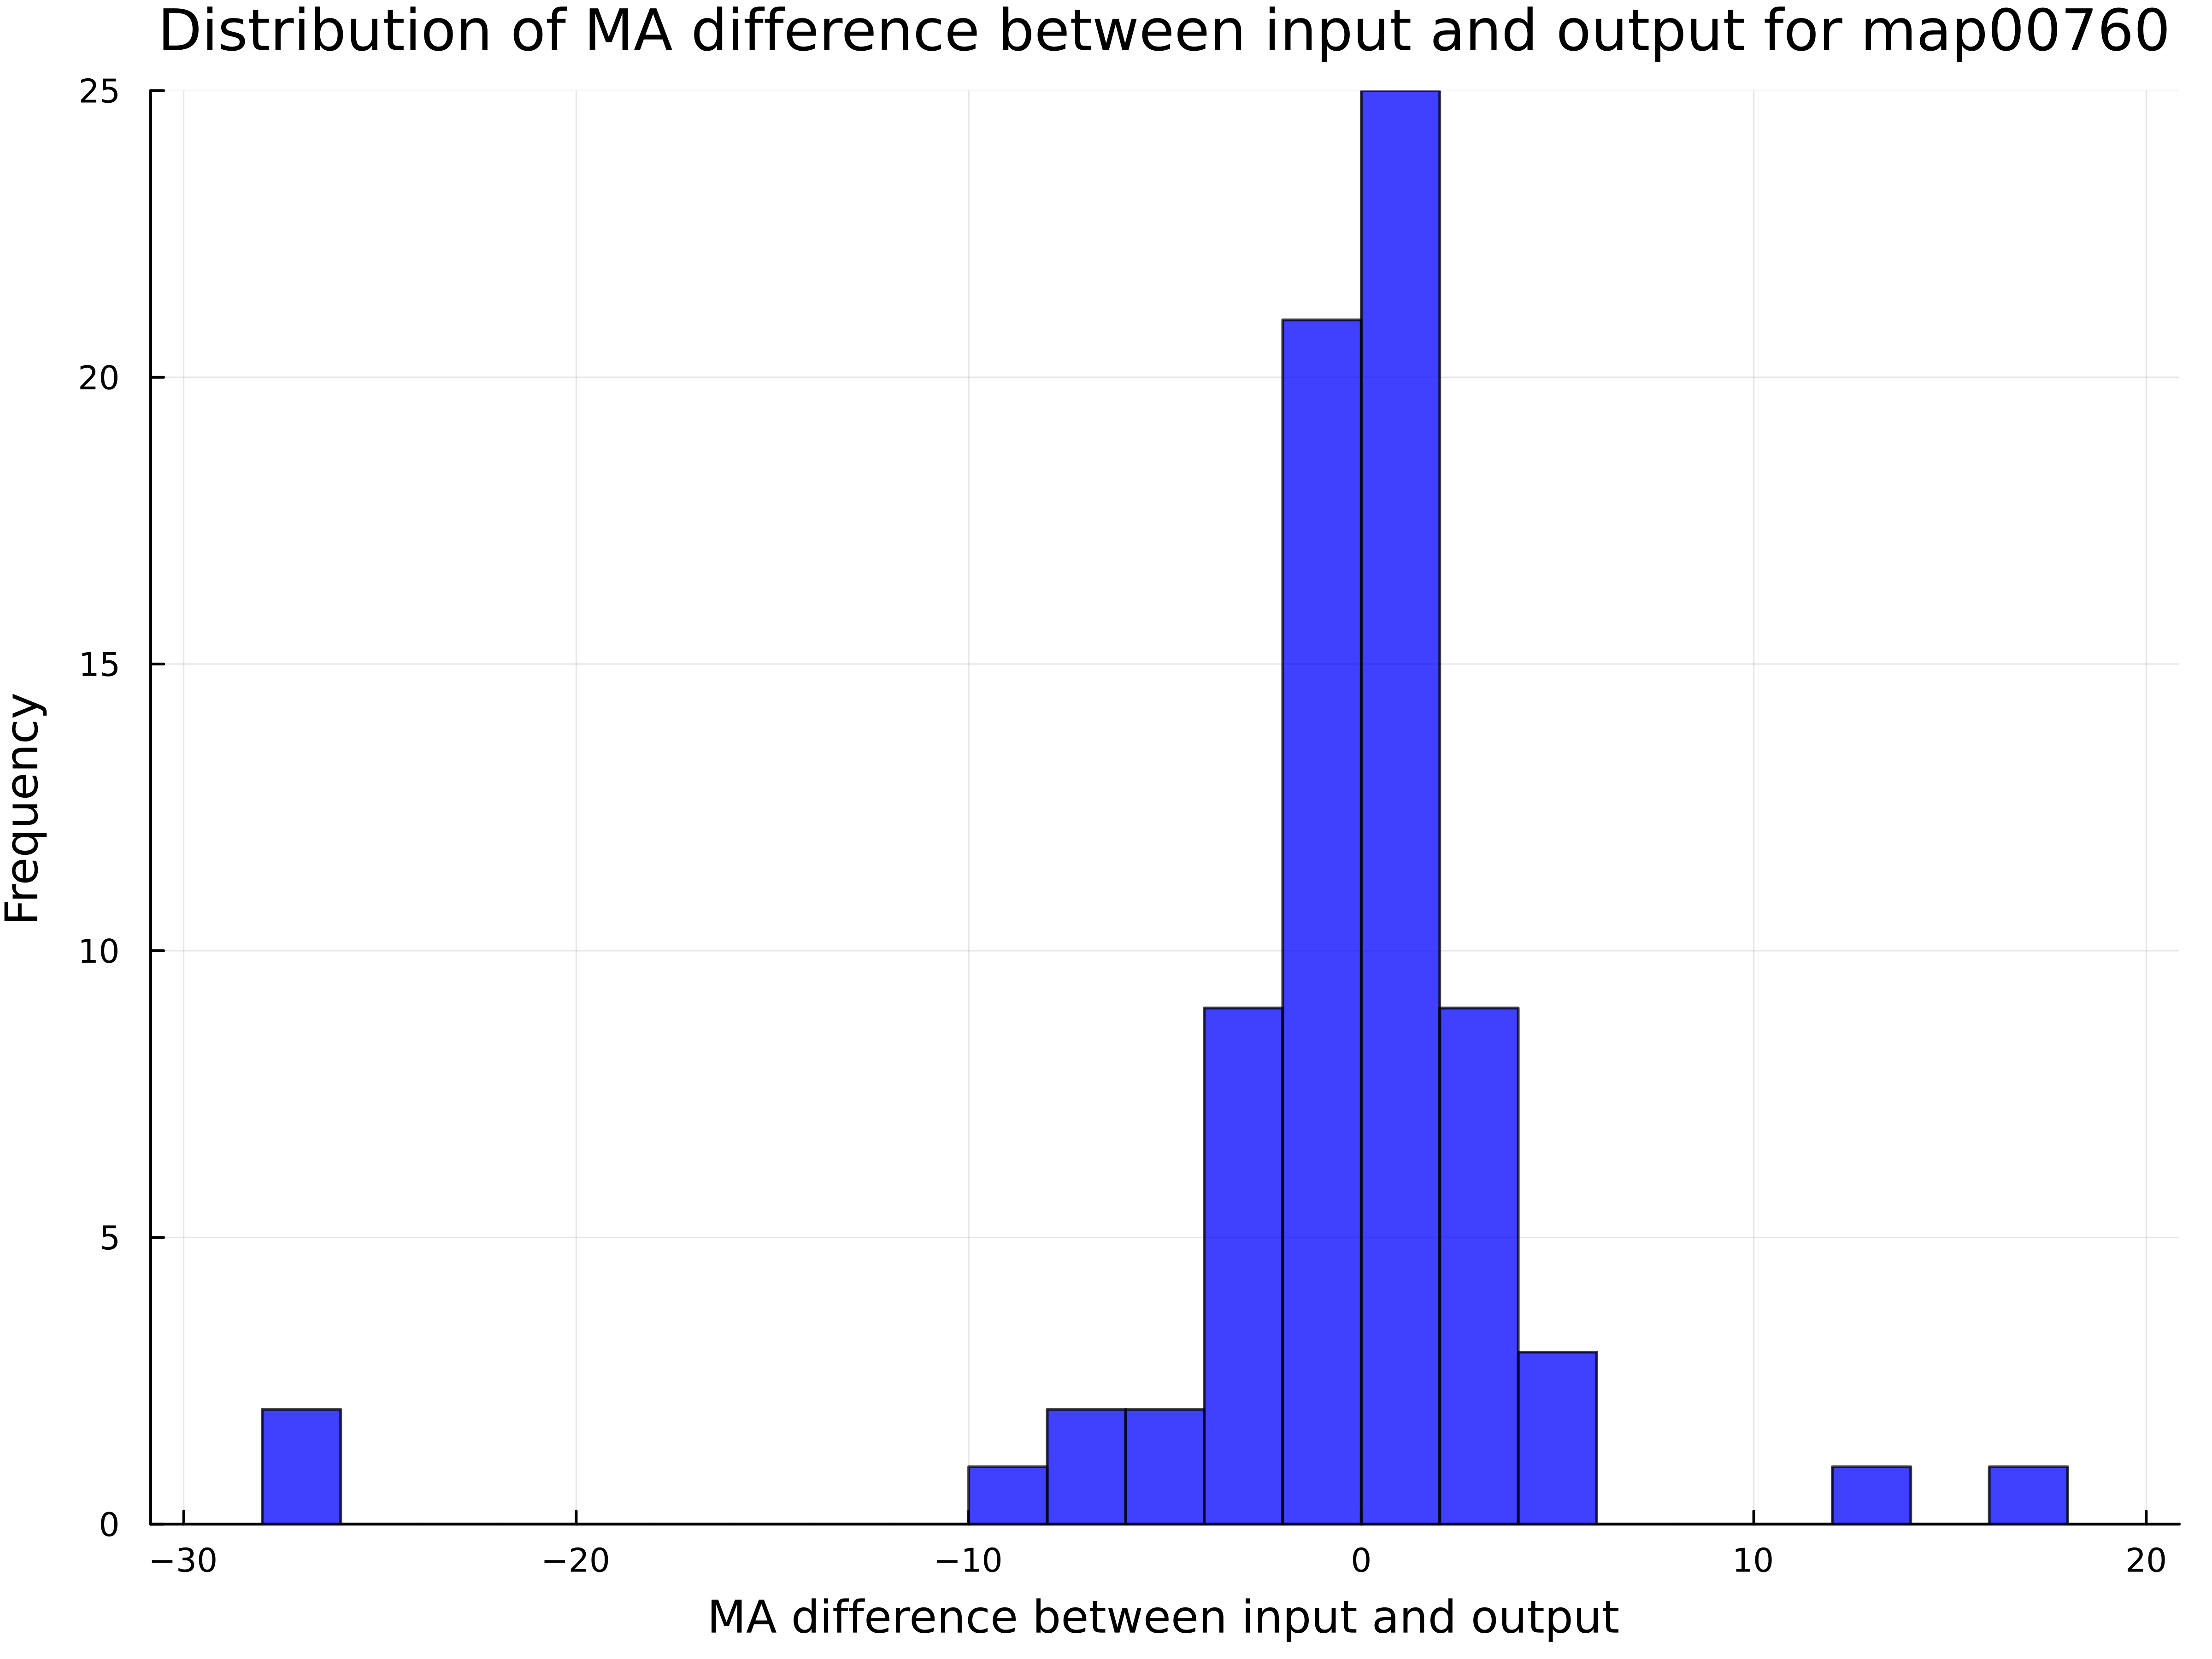 Distribution of MA difference between input and output for map00760
25
20
15
10
5
0
Frequency
−30 −20 −10 0 10 20
MA difference between input and output